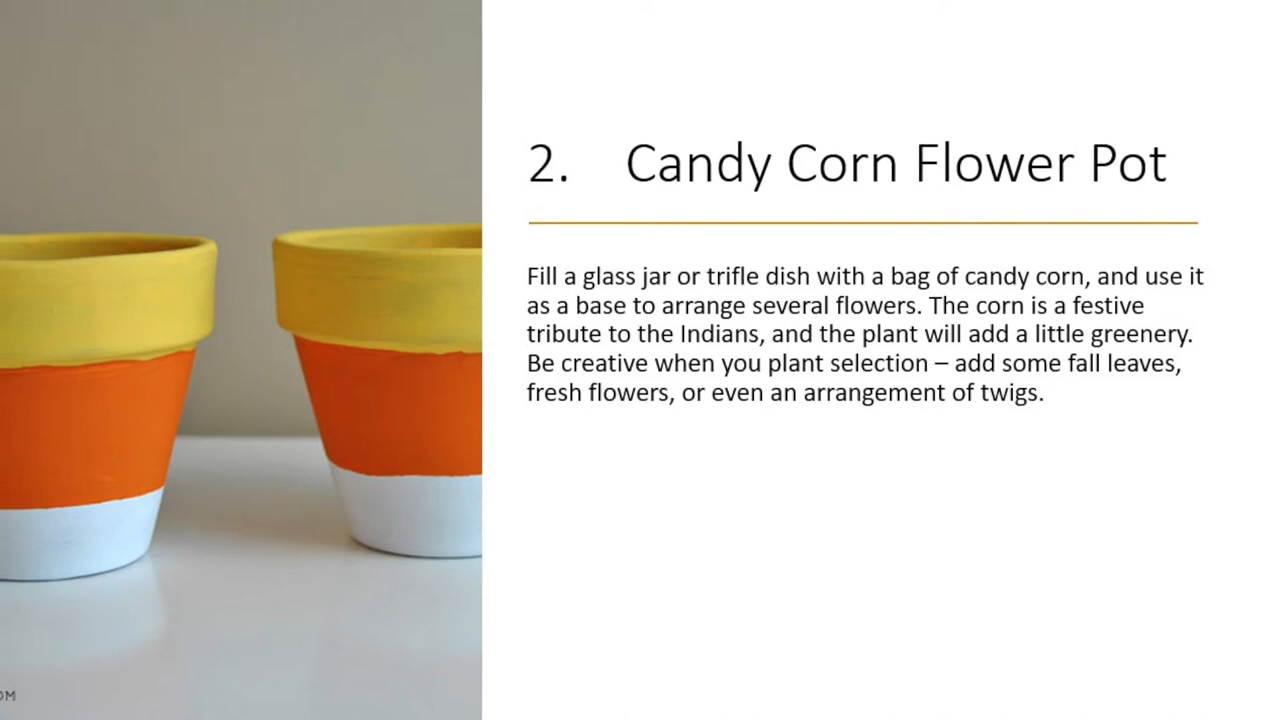 2. Candy Corn Flower Pot
Fill a glass jar or trifle dish with a bag of candy corn, and use it
as a base to arrange several flowers. The corn is a festive
tribute to the Indians, and the plant will add a little greenery.
Be creative when you plant selection – add some fall leaves,
fresh flowers, or even an arrangement of twigs.
OM